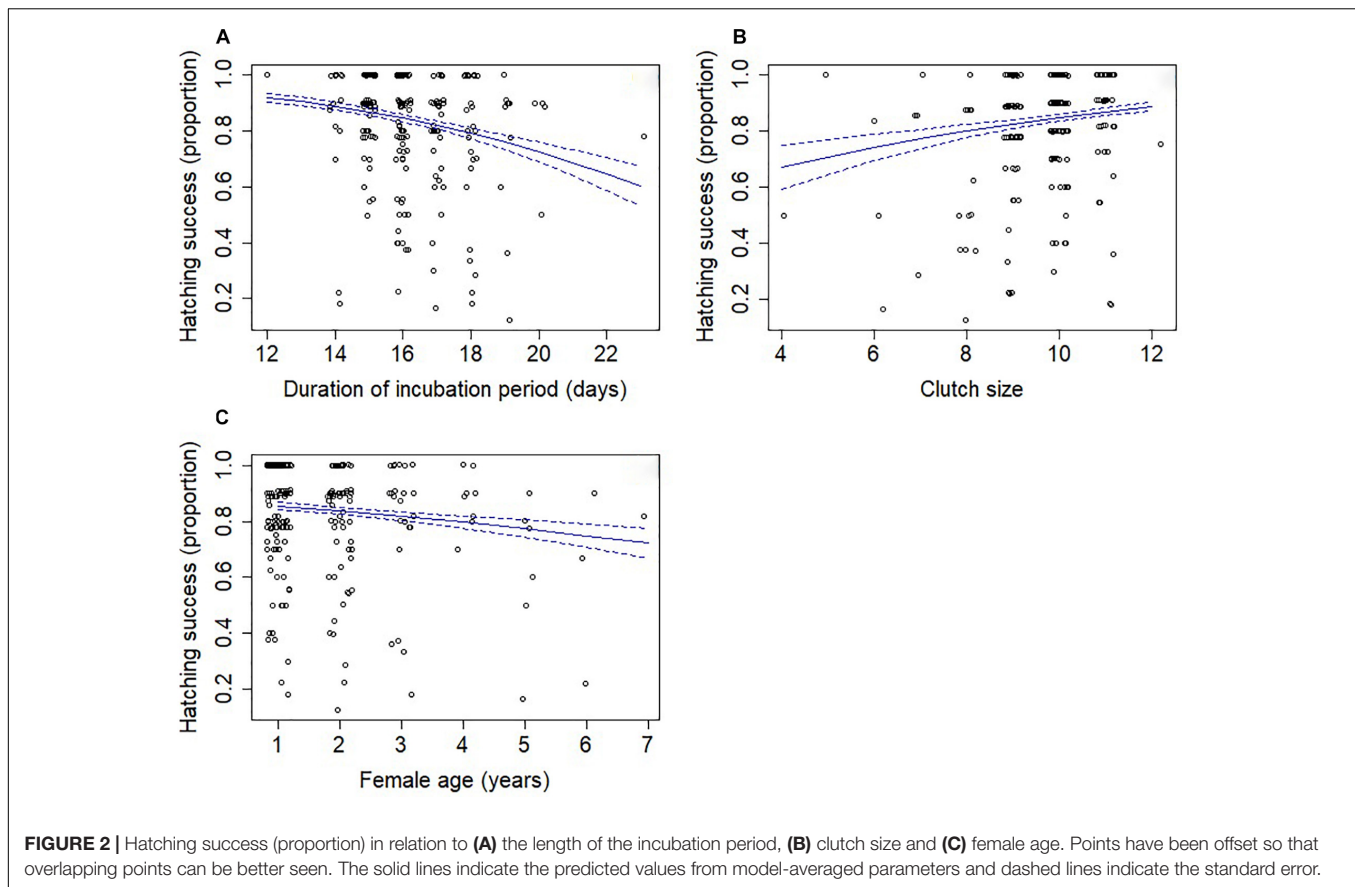 A
Hatching success (proportion)
1.0
0.8
0.6
0.4
0.2
12 14 16 18 20 22
Duration of incubation period (days)
B
Hatching success (proportion)
1.0
0.8
0.6
0.4
0.2
4 6 8 10 12
Clutch size
C
Hatching success (proportion)
1.0
0.8
0.6
0.4
0.2
1 2 3 4 5 6 7
Female age (years)
FIGURE 2 | Hatching success (proportion) in relation to (A) the length of the incubation period, (B) clutch size and (C) female age. Points have been offset so that
overlapping points can be better seen. The solid lines indicate the predicted values from model-averaged parameters and dashed lines indicate the standard error.